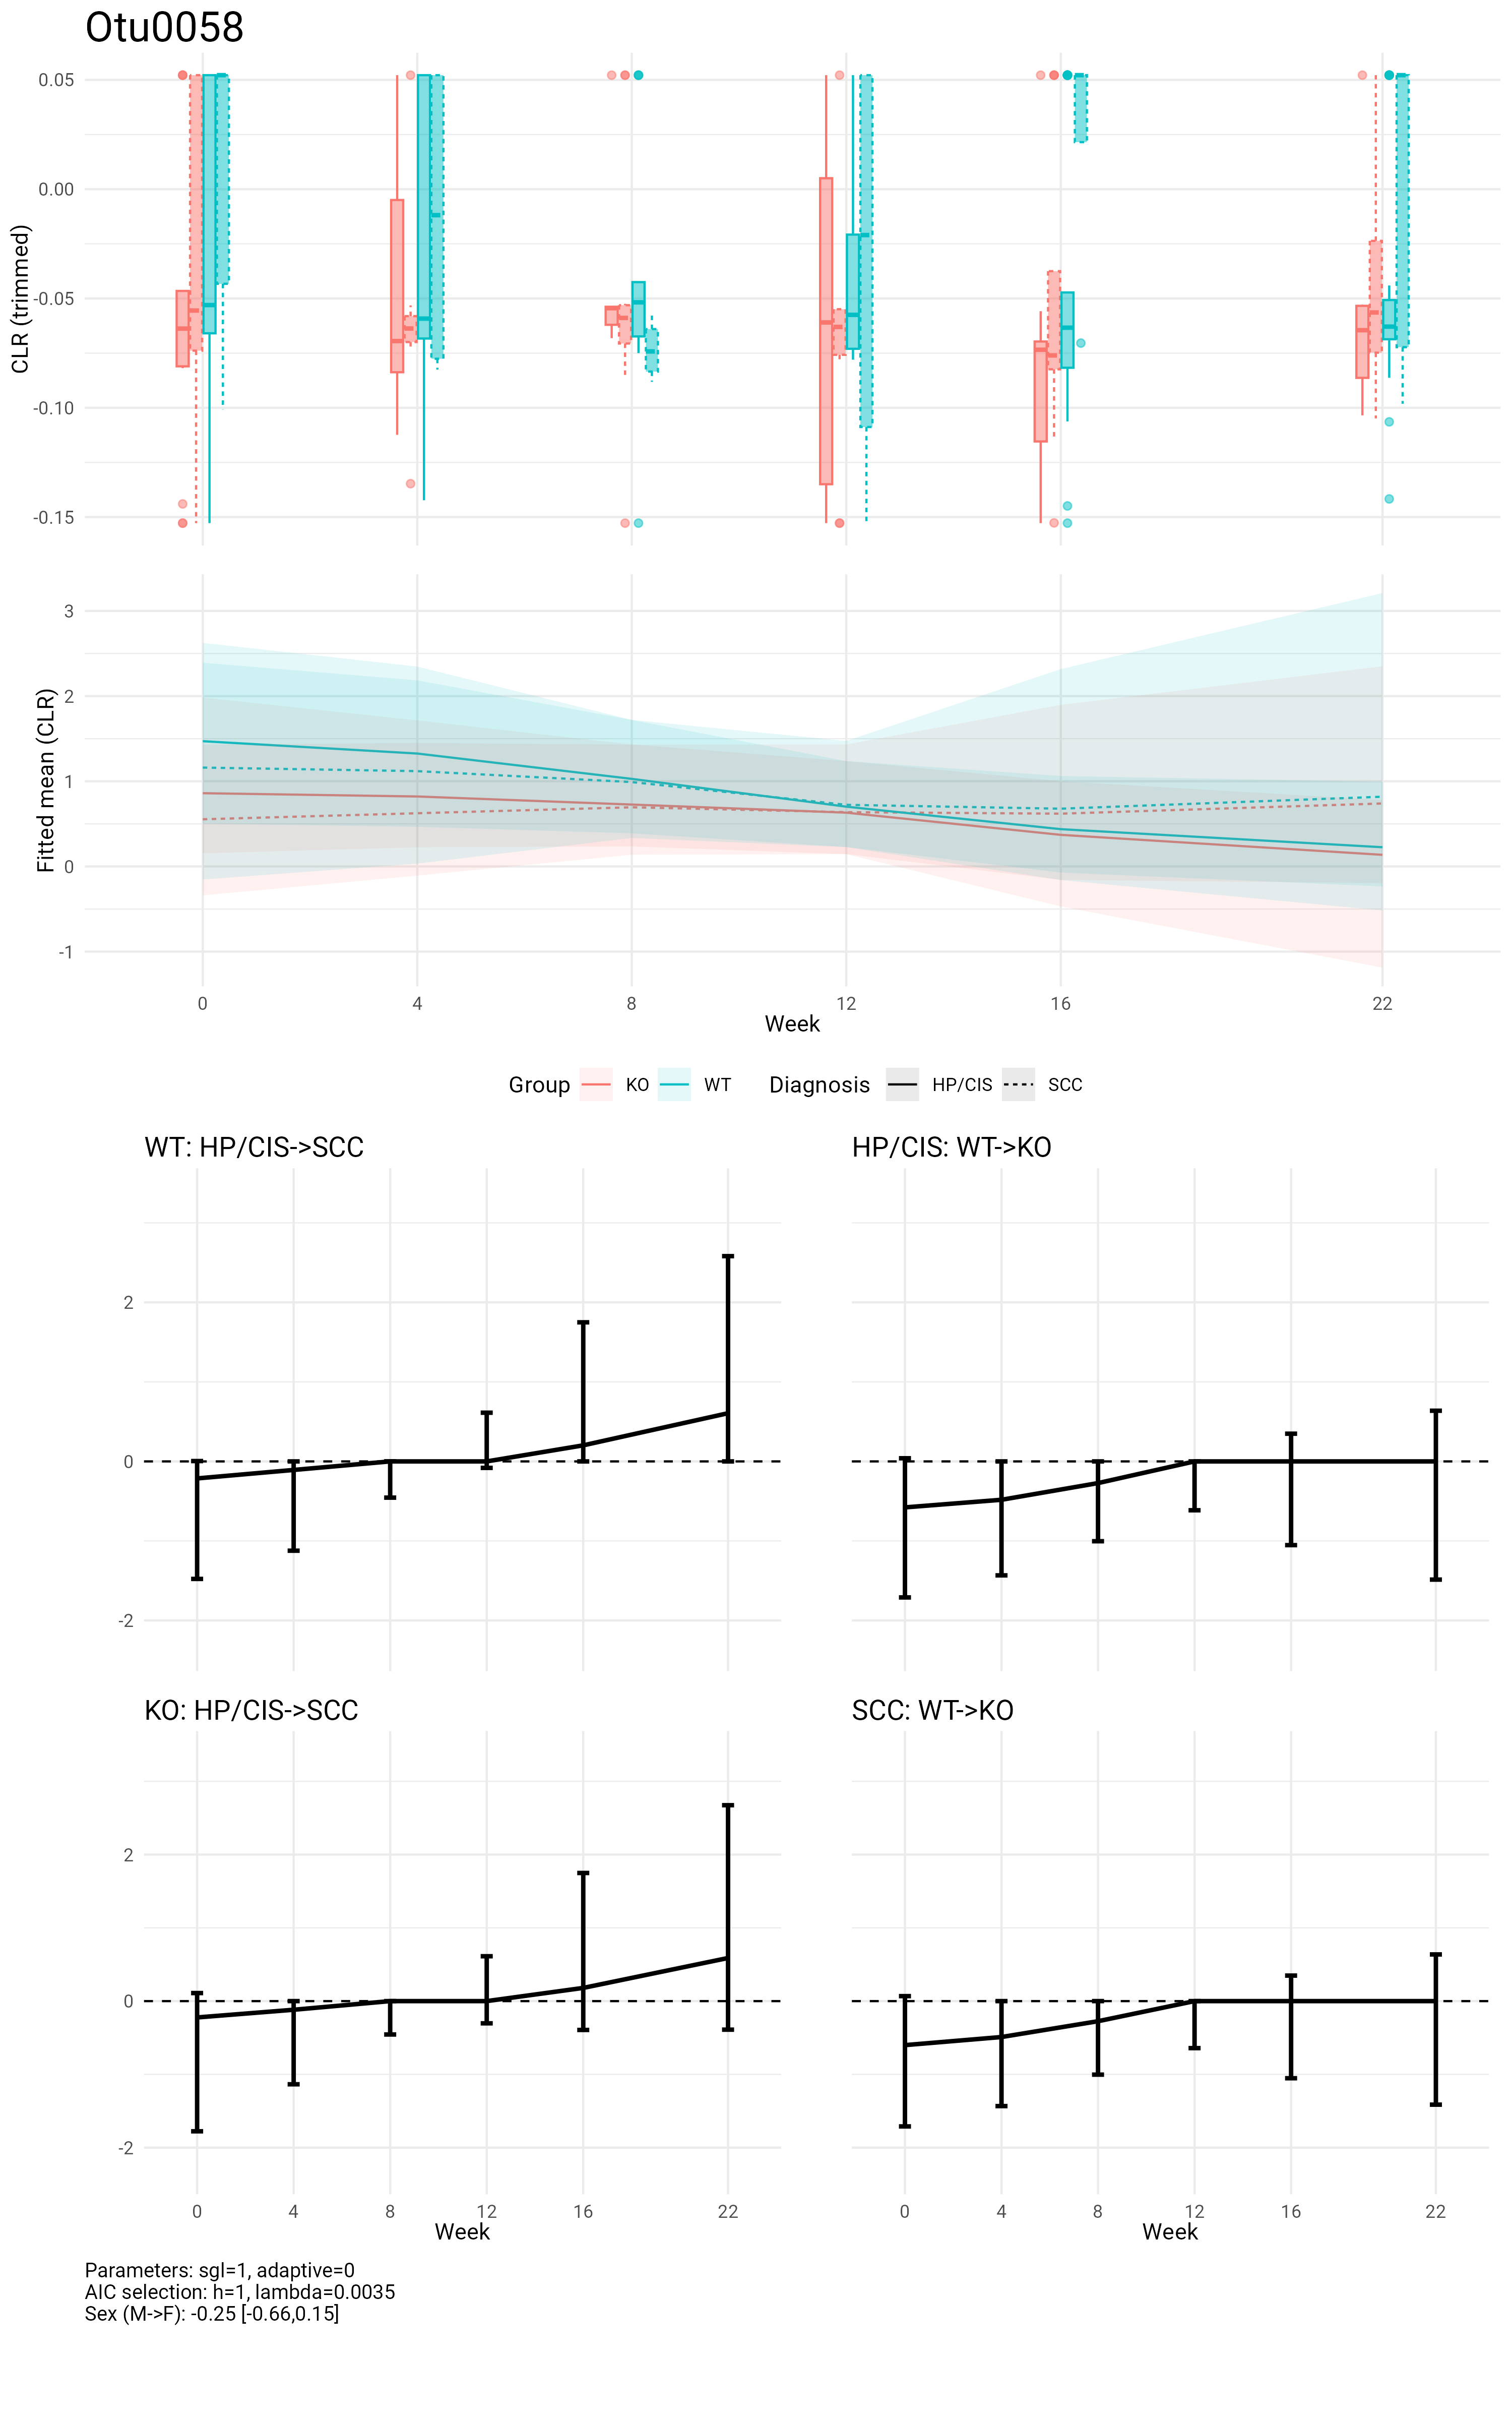 Otu0058
CLR (trimmed)
0.05
0.00
-0.05
-0.10
-0.15
Fitted mean (CLR)
3
2
1
0
-1
0 4 8 12 16 22
Week
Group KO WT Diagnosis HP/CIS SCC
WT: HP/CIS->SCC
HP/CIS: WT->KO
2
0
-2
KO: HP/CIS->SCC
SCC: WT->KO
2
0
-2
0 4 8 12 16 22
0 4 8 12 16 22
Week
Week
Parameters: sgl=1, adaptive=0
AIC selection: h=1, lambda=0.0035
Sex (M->F): -0.25 [-0.66,0.15]